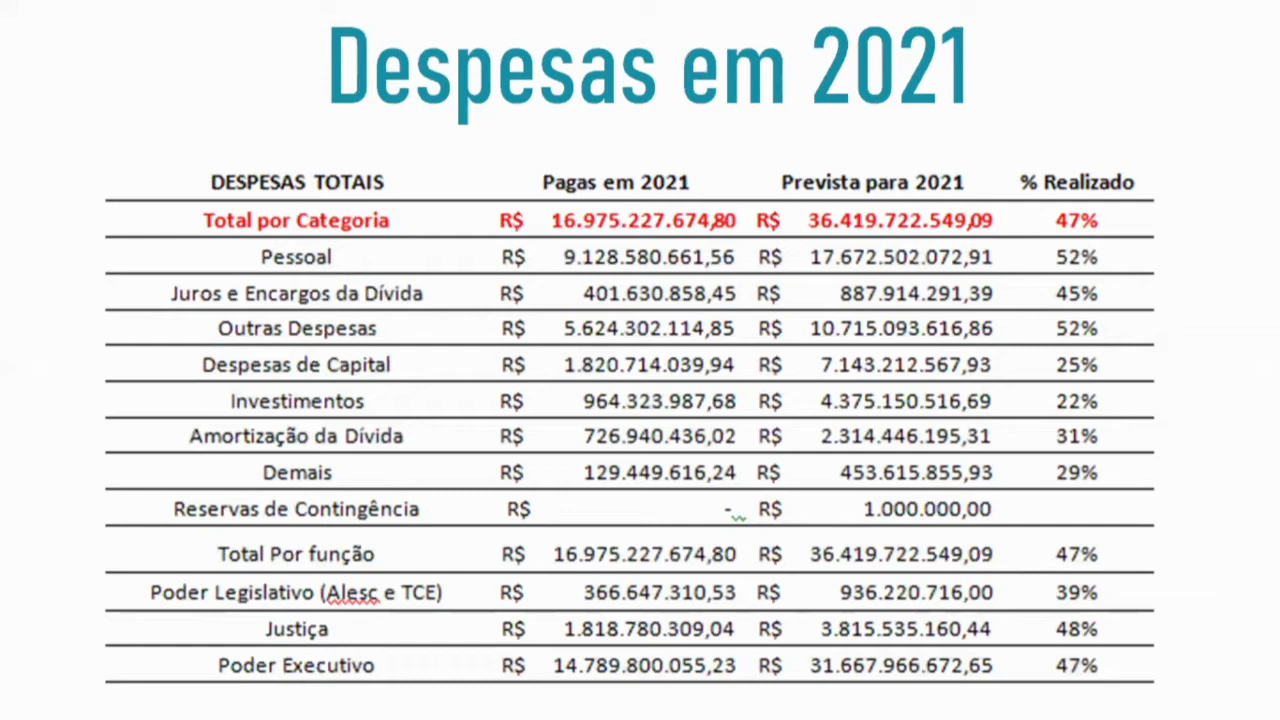 Despesas em 2021
DESPESAS TOTAIS Pagas em 2021 Prevista para 2021 % Realizado
Total por Categoria R$ 16.975.227.674,80 R$ 36.419.722.549,09 47%
Pessoal R$ 9.128.580.661,56 R$ 17.672.502.072,91 52%
Juros e Encargos da Dívida R$ 401.630.858,45 R$ 887.914.291,39 45%
Outras Despesas R$ 5.624.302.114,85 R$ 10.715.093.616,86 52%
Despesas de Capital R$ 1.820.714.039,94 R$ 7.143.212.567,93 25%
Investimentos R$ 964.323.987,68 R$ 4.375.150.516,69 22%
Amortização da Dívida R$ 726.940.436,02 R$ 2.314.446.195,31 31%
Demais R$ 129.449.616,24 R$ 453.615.855,93 29%
Reservas de Contingência R$ - R$ 1.000.000,00
Total Por função R$ 16.975.227.674,80 R$ 36.419.722.549,09 47%
Poder Legislativo (Alesc e TCE) R$ 366.647.310,53 R$ 936.220.716,00 39%
Justiça R$ 1.818.780.309,04 R$ 3.815.535.160,44 48%
Poder Executivo R$ 14.789.800.055,23 R$ 31.667.966.672,65 47%